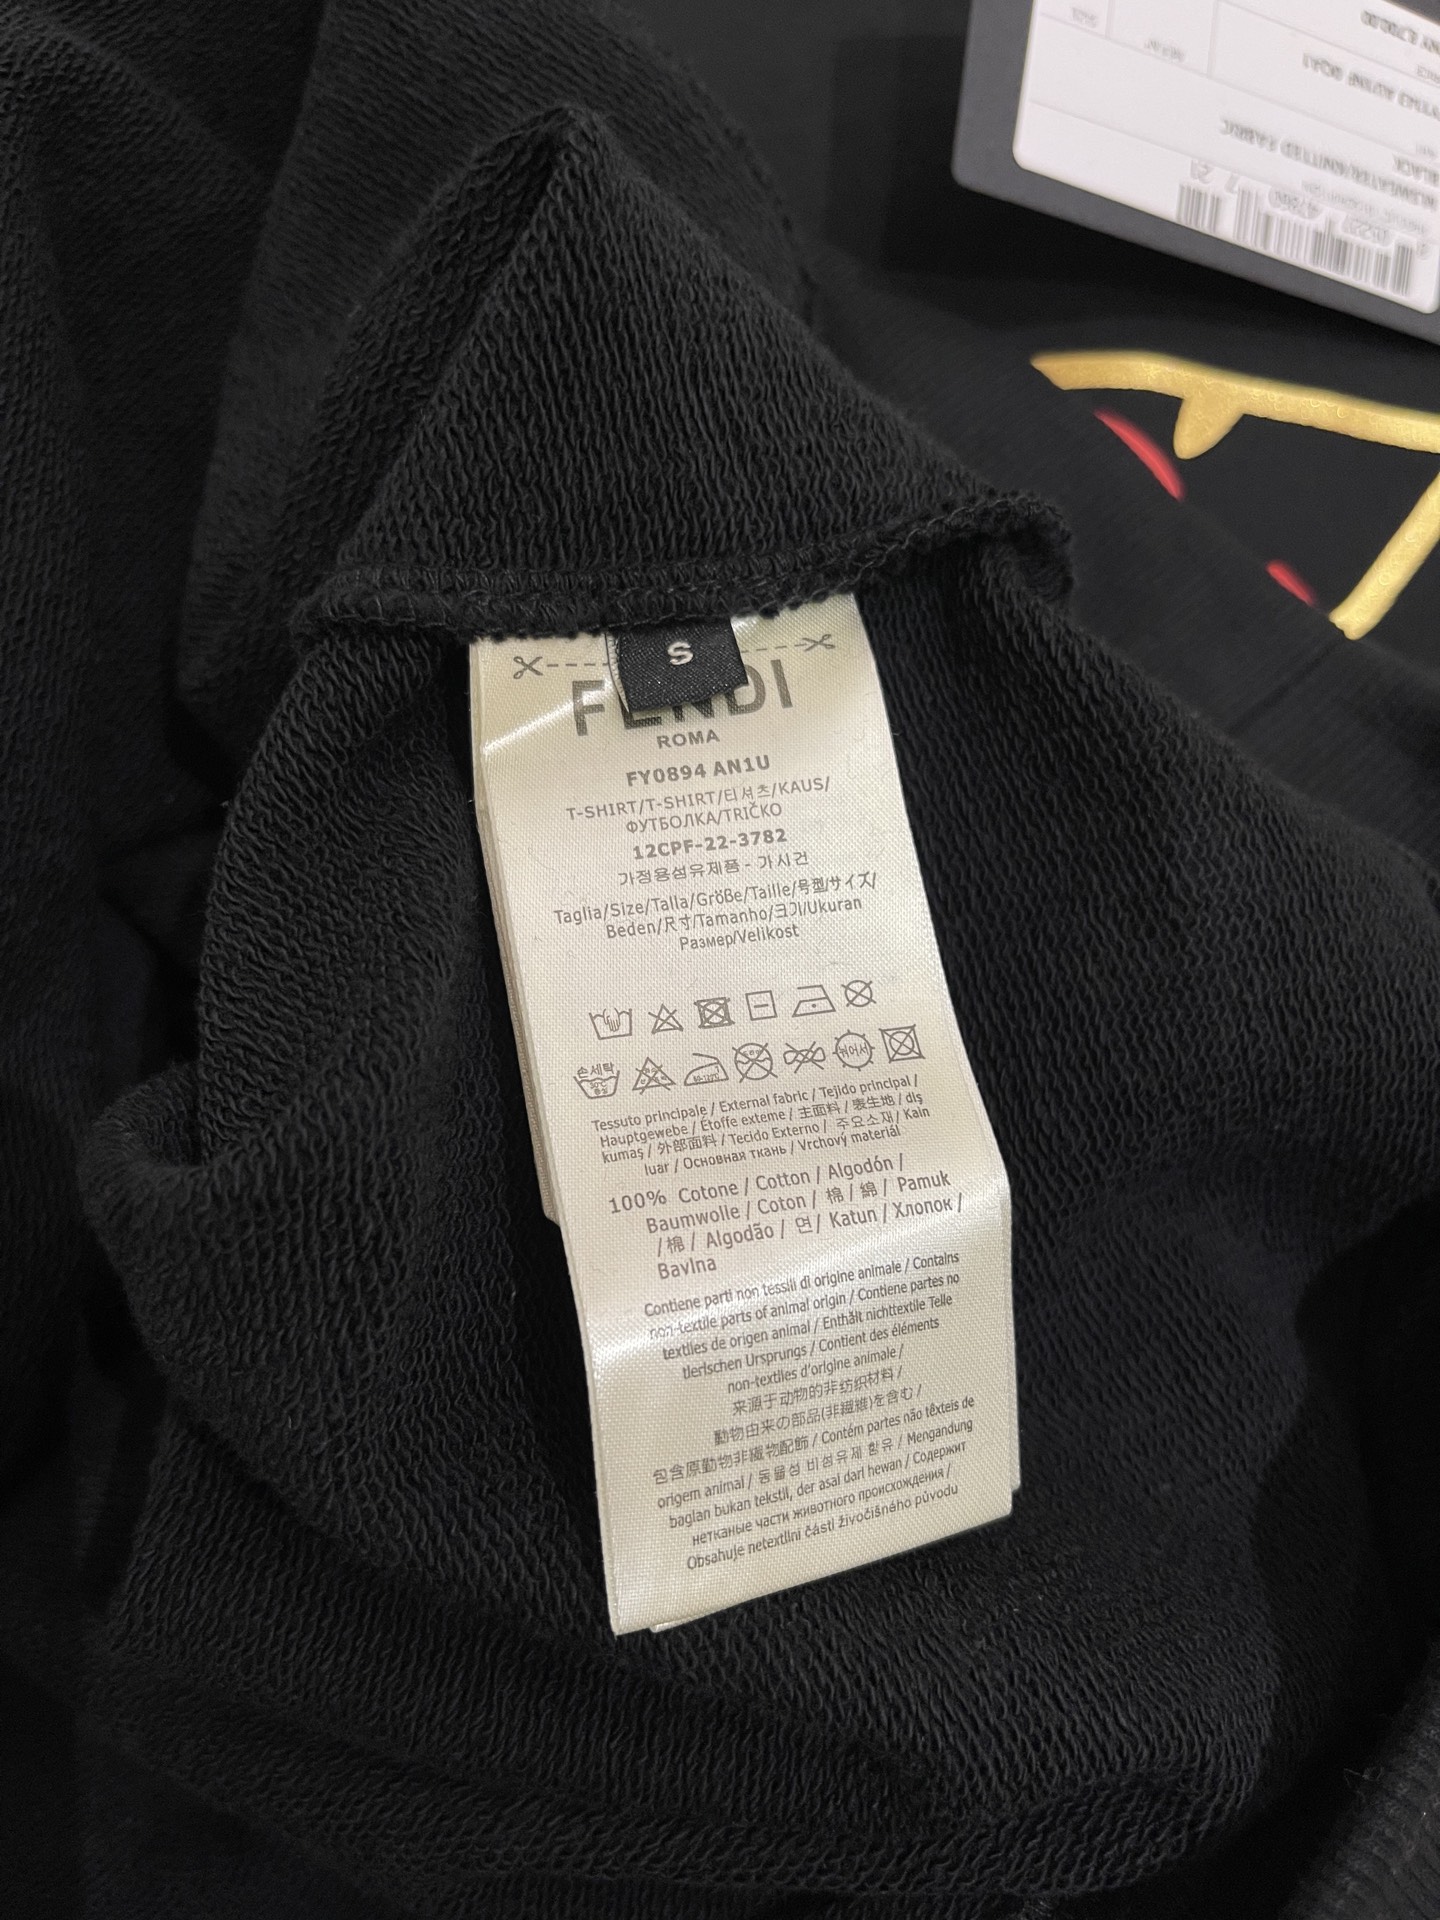 S
FENDI
ROMA
FY0894 AN1U
T-SHIRT/T-SHIRT/티셔츠/KAUS/
ФУТБОЛКА/TRIČKO
12CPF-22-3782
가정용섬유제품 - 가시건
Taglia/Size/Talla/Größe/Taille/号型/サイズ/
Beden/尺寸/Tamanho/크기/Ukuran
Размер/Velikost
손세탁
Tessuto principale / External fabric / Tejido principal /
Hauptgewebe / Étoffe externe / 主面料 / 表生地 / dış
kumaş / 外部面料 / Tecido Externo / 주요소재 / Kain
luar / Основная ткань / Vrchový materiál
100% Cotone / Cotton / Algodón /
Baumwolle / Coton / 棉 / 綿 / Pamuk
/ 棉 / Algodão / 면 / Katun / Хлопок /
Bavlna
Contiene parti non tessili di origine animale / Contains
non-textile parts of animal origin / Contiene partes no
textiles de origen animal / Enthält nichttextile Teile
tierischen Ursprungs / Contient des éléments
non-textiles d'origine animale /
来源于动物的非纺织材料 /
動物由来の部品(非繊維)を含む /
包含原動物非織物配飾 / Contém partes não têxteis de
origem animal / 동물성 비섬유제 함유 / Mengandung
bagian bukan tekstil, der asal dari hewan / Содержит
нетканые части животного происхождения /
Obsahuje netextilní části živočišného původu
BLACK